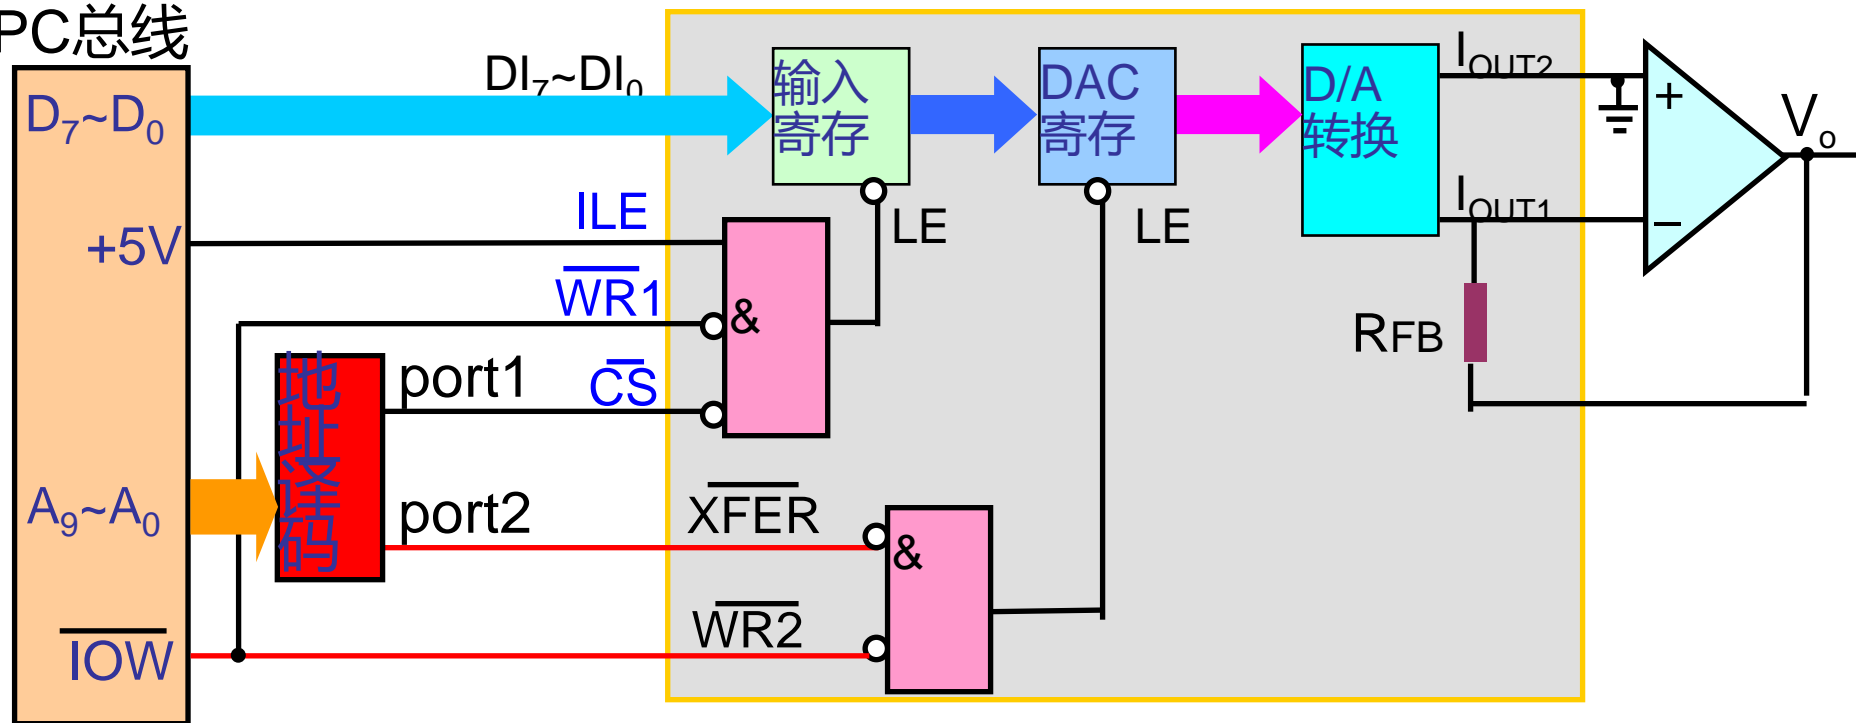 PC总线
D7~D0
+5V
A9~A0
IOW
DI7~DI0
ILE
WR1
CS
地址译码
port1
port2
XFER
WR2
输入
寄存
LE
&
&
DAC
寄存
LE
D/A
转换
IOUT2
IOUT1
RFB
+
−
Vo